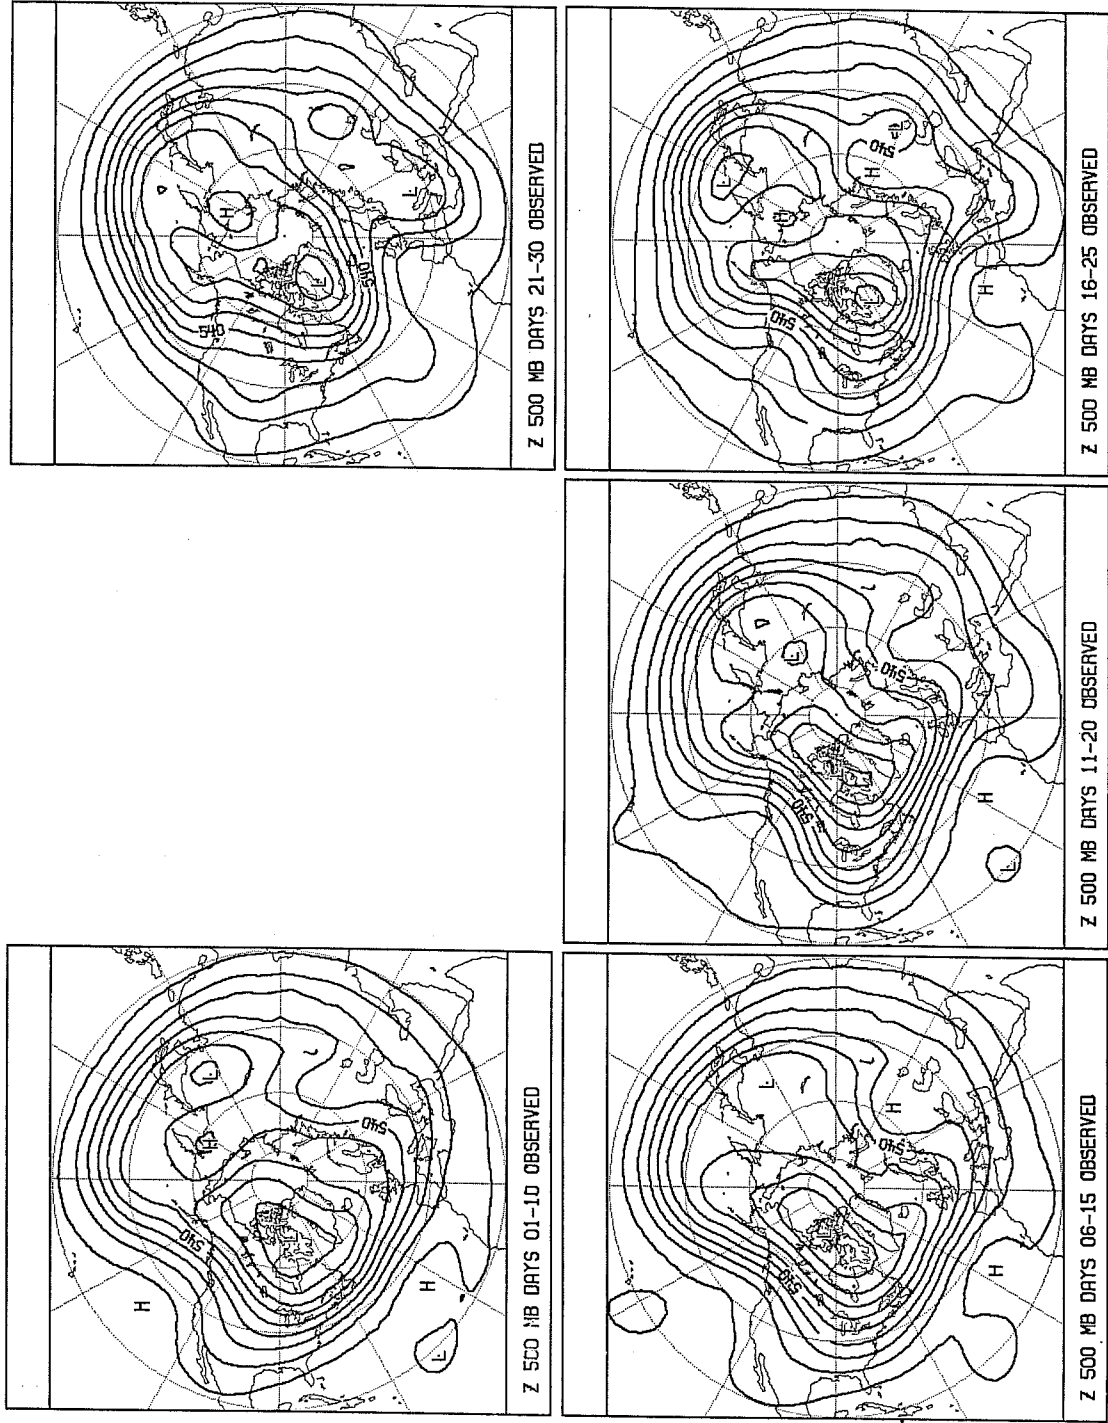 H
540
H
L
L
540
H
L
Z 500 MB DAYS 01-10 OBSERVED
540
H
L
540
L
Z 500 MB DAYS 21-30 OBSERVED
L
540
L
540
H
H
Z 500 MB DAYS 06-15 OBSERVED
L
540
L
540
H
L
Z 500 MB DAYS 11-20 OBSERVED
L
H
540
L
H
540
H
H
Z 500 MB DAYS 16-25 OBSERVED